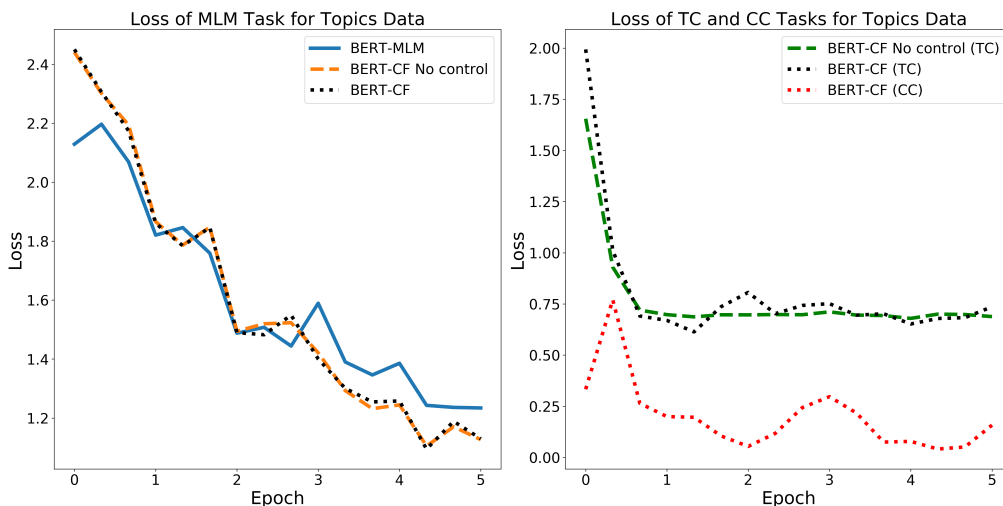 Loss of MLM Task for Topics Data
BERT-MLM
BERT-CF No control
BERT-CF
2.4
2.2
2.0
1.8
1.6
1.4
1.2
Loss
0 1 2 3 4 5
Epoch
Loss of TC and CC Tasks for Topics Data
BERT-CF No control (TC)
BERT-CF (TC)
BERT-CF (CC)
2.00
1.75
1.50
1.25
1.00
0.75
0.50
0.25
0.00
Loss
0 1 2 3 4 5
Epoch